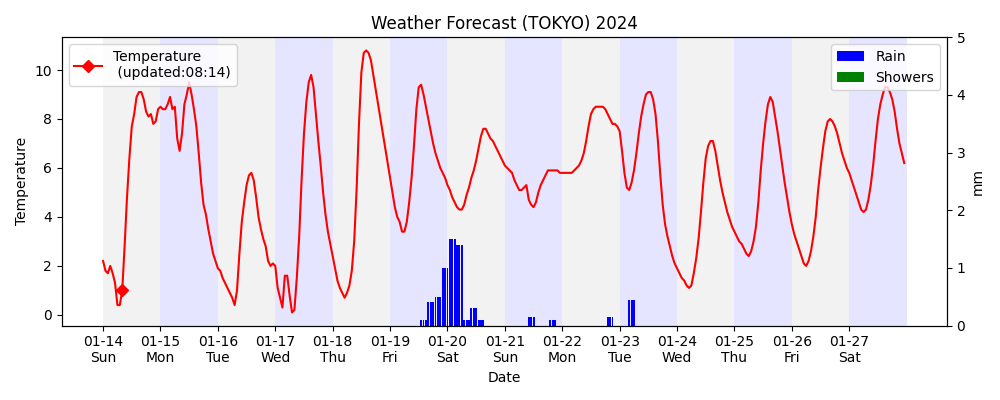 Weather Forecast (TOKYO) 2024
Temperature
(updated:08:14)
Rain
Showers
Temperature
10
8
6
4
2
0
5
4
3
2
1
0
mm
01-14 01-15 01-16 01-17 01-18 01-19 01-20 01-21 01-22 01-23 01-24 01-25 01-26 01-27
Sun Mon Tue Wed Thu Fri Sat Sun Mon Tue Wed Thu Fri Sat
Date